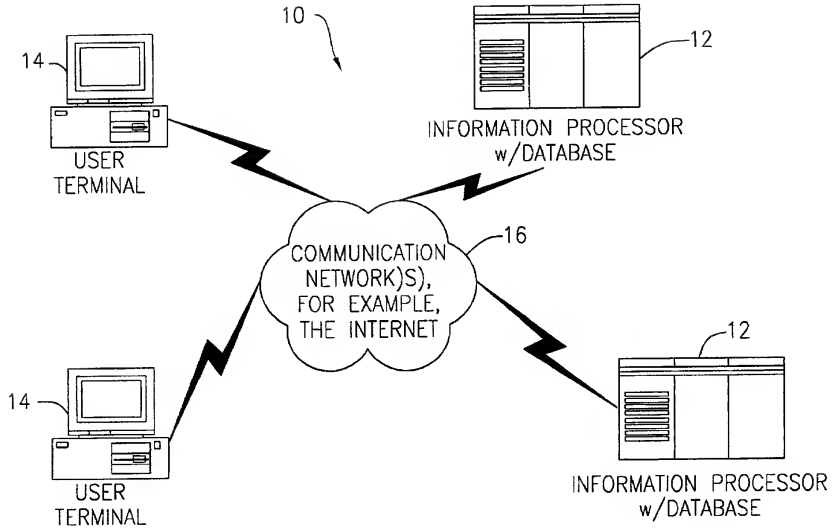 10
14
12
USER
TERMINAL
INFORMATION PROCESSOR
w/DATABASE
16
COMMUNICATION
NETWORK)S),
FOR EXAMPLE,
THE INTERNET
14
12
USER
TERMINAL
INFORMATION PROCESSOR
w/DATABASE